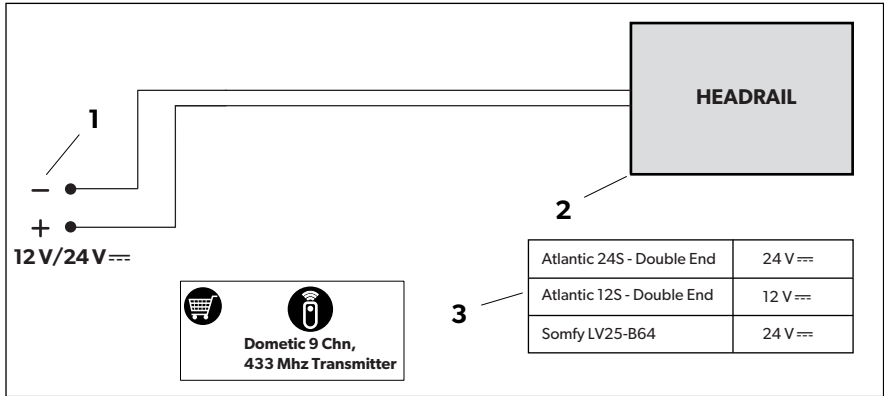 1
HEADRAIL
−
+
12 V/24 V ⎓
2
3
Atlantic 24S - Double End 24 V ⎓
Atlantic 12S - Double End 12 V ⎓
Somfy LV25-B64 24 V ⎓
Dometic 9 Chn,
433 Mhz Transmitter